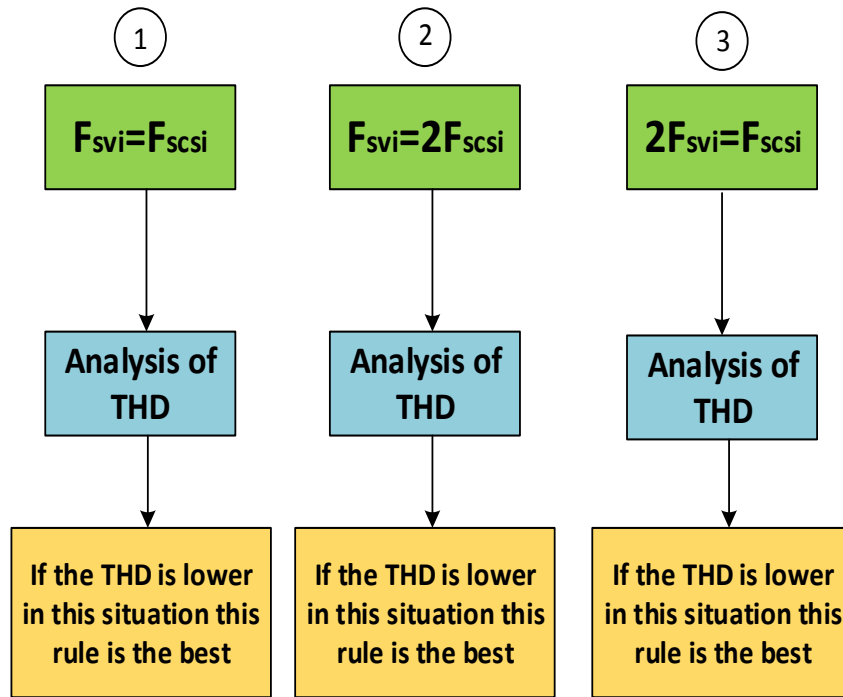 1
2
3
Fsvi=Fscsi
Fsvi=2Fscsi
2Fsvi=Fscsi
Analysis of
THD
Analysis of
THD
Analysis of
THD
If the THD is lower
in this situation this
rule is the best
If the THD is lower
in this situation this
rule is the best
If the THD is lower
in this situation this
rule is the best